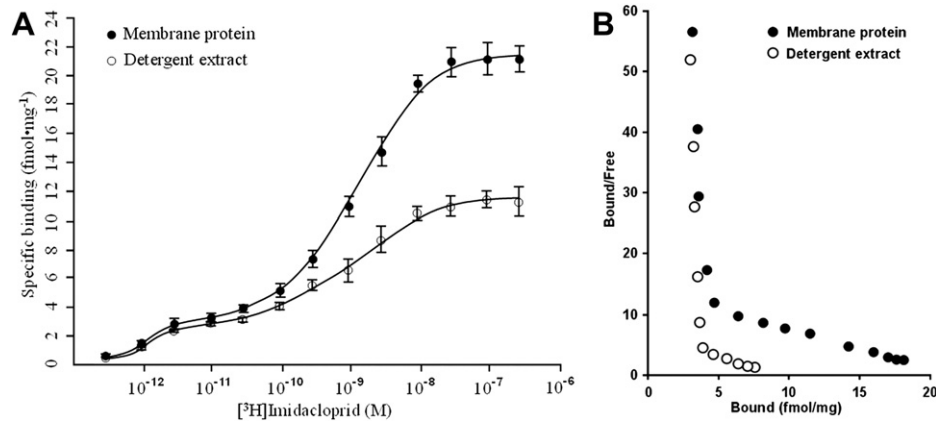 A
Membrane protein
Detergent extract
Specific binding (fmol•mg⁻¹)
24
22
20
18
16
14
12
10
8
6
4
2
0
10⁻¹² 10⁻¹¹ 10⁻¹⁰ 10⁻⁹ 10⁻⁸ 10⁻⁷ 10⁻⁶
[³H]Imidacloprid (M)
B
Membrane protein
Detergent extract
Bound/Free
60
50
40
30
20
10
0
0 5 10 15 20
Bound (fmol/mg)